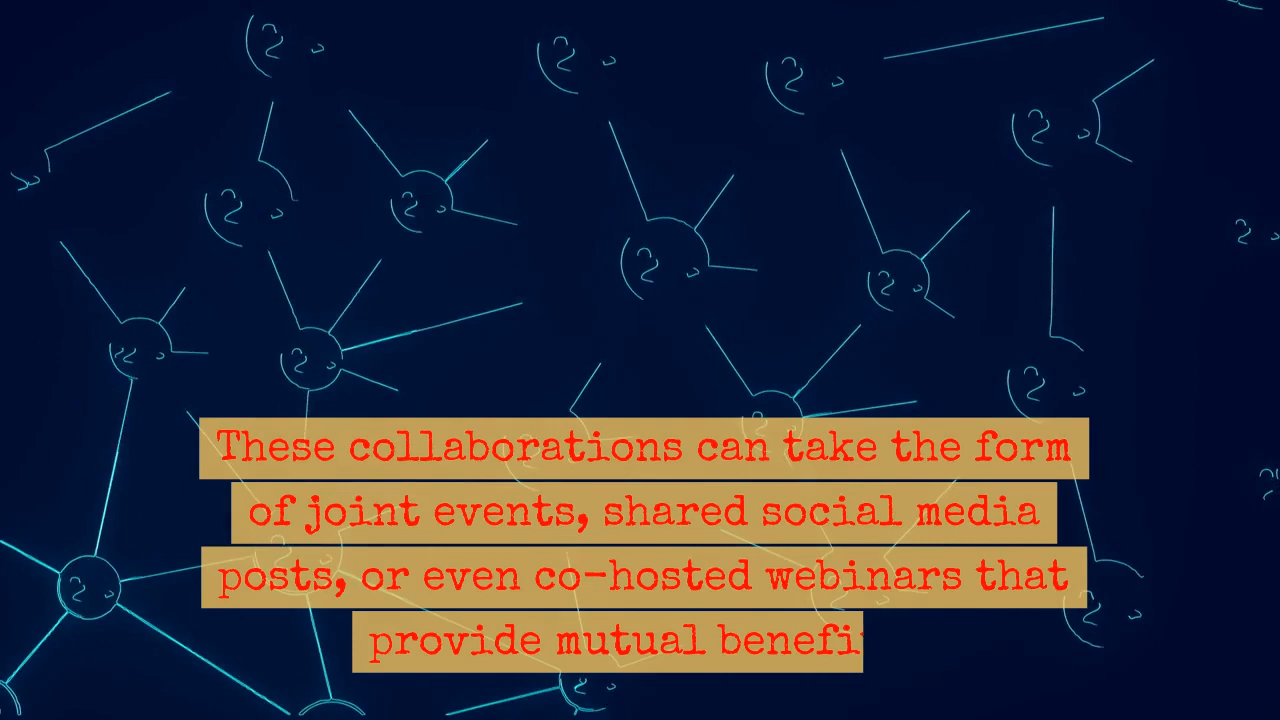 These collaborations can take the form
of joint events, shared social media
posts, or even co-hosted webinars that
provide mutual benefi